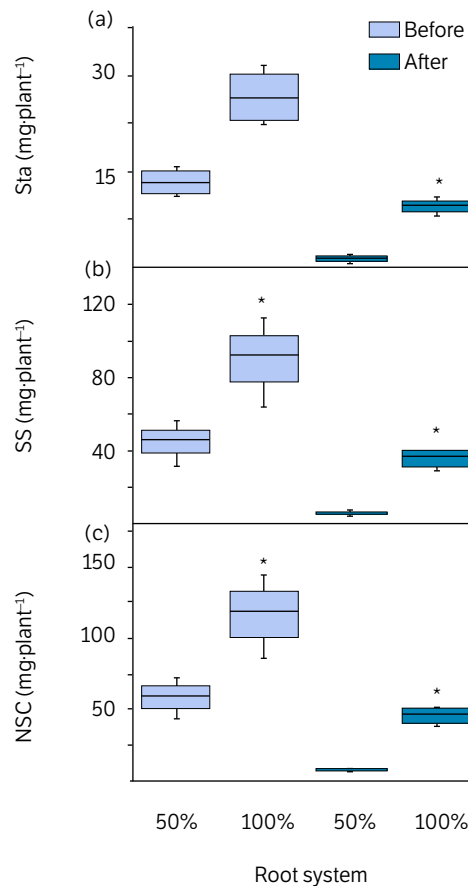 (a)
Before
After
Sta (mg·plant⁻¹)
30
15
*
(b)
SS (mg·plant⁻¹)
120
80
40
*
*
(c)
NSC (mg·plant⁻¹)
150
100
50
*
*
50% 100% 50% 100%
Root system